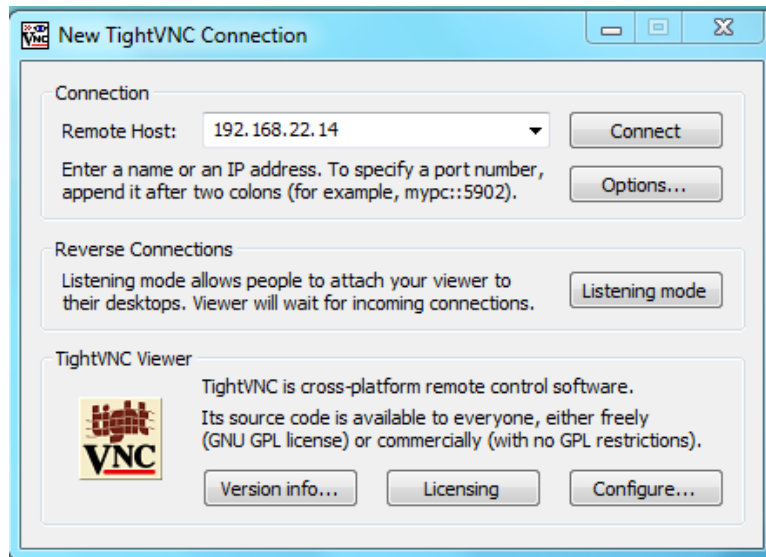 New TightVNC Connection
Connection
Remote Host: 192.168.22.14 Connect
Enter a name or an IP address. To specify a port number,
append it after two colons (for example, mypc::5902).
Options...
Reverse Connections
Listening mode allows people to attach your viewer to
their desktops. Viewer will wait for incoming connections.
Listening mode
TightVNC Viewer
TightVNC is cross-platform remote control software.
Its source code is available to everyone, either freely
(GNU GPL license) or commercially (with no GPL restrictions).
tight
VNC
Version info... Licensing Configure...